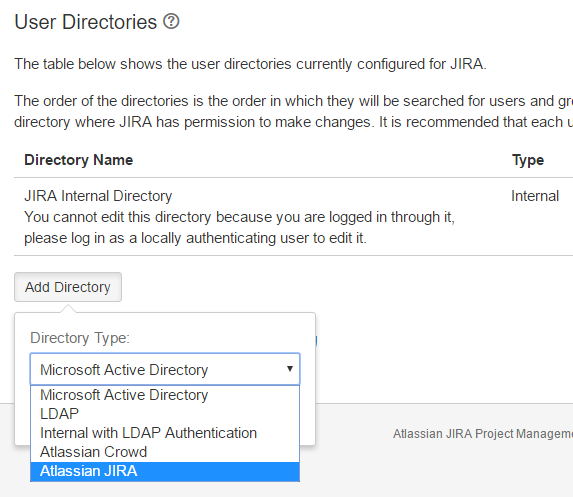 User Directories
The table below shows the user directories currently configured for JIRA.
The order of the directories is the order in which they will be searched for users and
directory where JIRA has permission to make changes. It is recommended that each
Directory Name Type
JIRA Internal Directory Internal
You cannot edit this directory because you are logged in through it,
please log in as a locally authenticating user to edit it.
Add Directory
Directory Type:
Microsoft Active Directory
Microsoft Active Directory
LDAP
Internal with LDAP Authentication
Atlassian Crowd
Atlassian JIRA
Atlassian JIRA Project